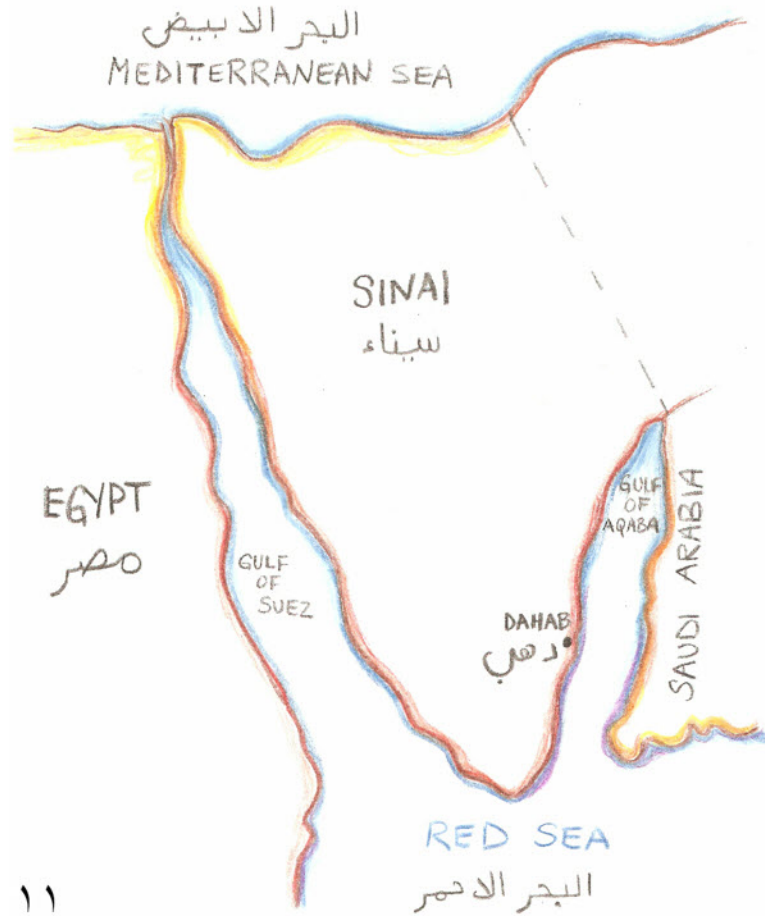 البحر الابيض
MEDITERRANEAN SEA
SINAI
سيناء
EGYPT
مصر
GULF
OF
SUEZ
GULF
OF
AQABA
SAUDI ARABIA
DAHAB
دهب
RED SEA
البحر الاحمر
١١